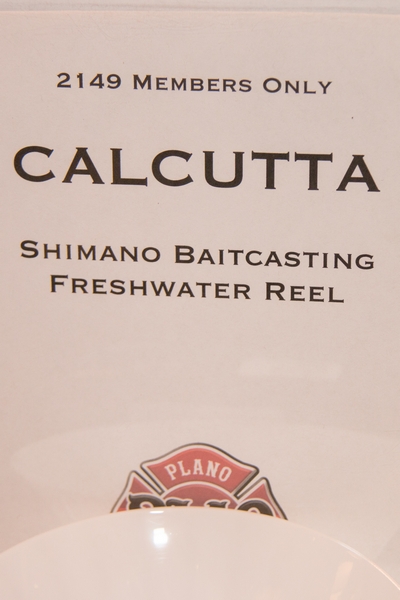 2149 Members Only
CALCUTTA
Shimano Baitcasting
Freshwater Reel
PLANO